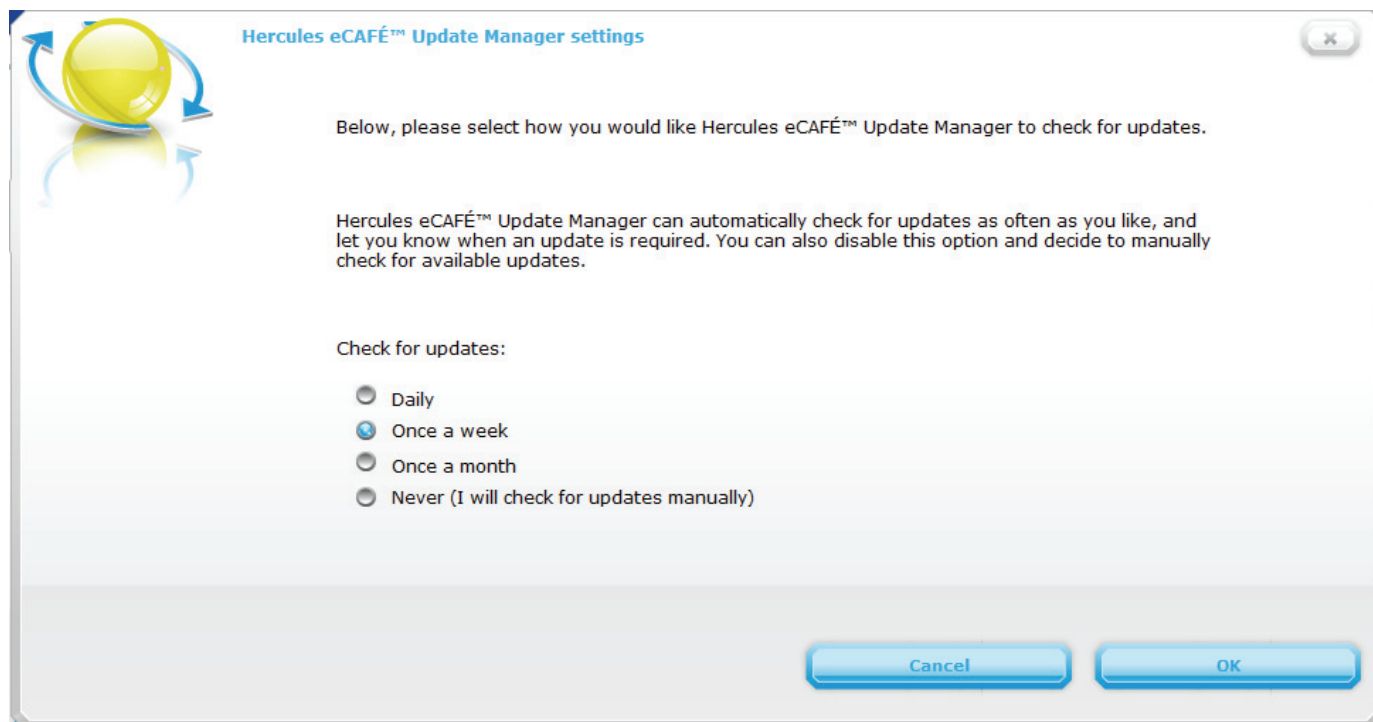 Hercules eCAFÉ™ Update Manager settings
Below, please select how you would like Hercules eCAFÉ™ Update Manager to check for updates.
Hercules eCAFÉ™ Update Manager can automatically check for updates as often as you like, and
let you know when an update is required. You can also disable this option and decide to manually
check for available updates.
Check for updates:
Daily
Once a week
Once a month
Never (I will check for updates manually)
Cancel
OK